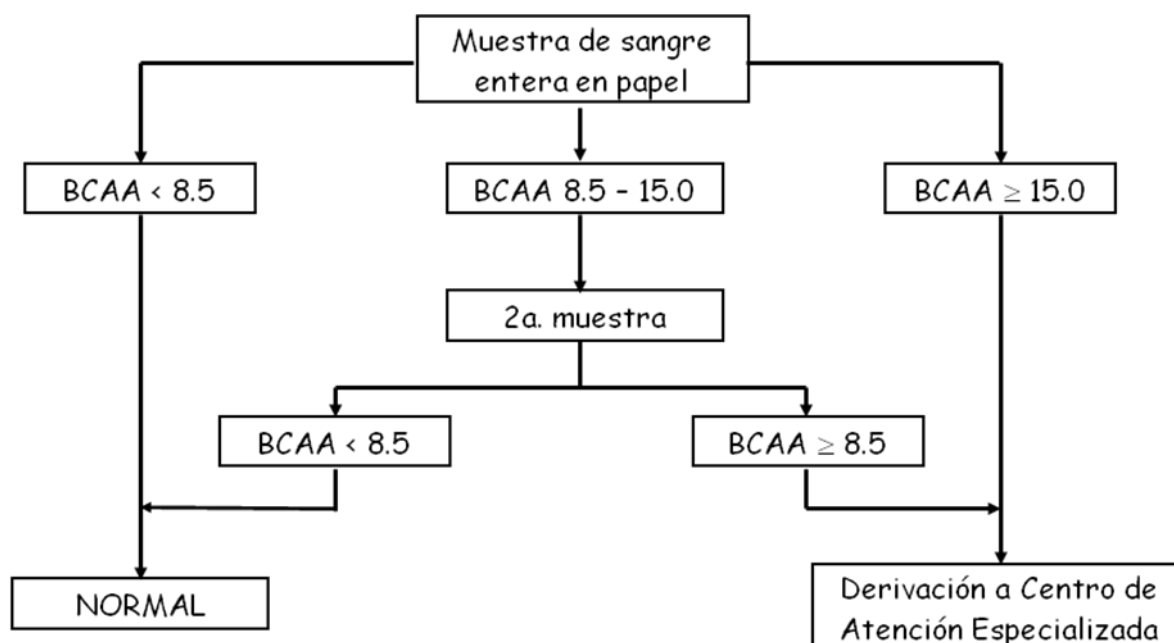 Muestra de sangre
entera en papel
BCAA < 8.5
BCAA 8.5 – 15.0
BCAA ≥ 15.0
2a. muestra
BCAA < 8.5
BCAA ≥ 8.5
NORMAL
Derivación a Centro de
Atención Especializada